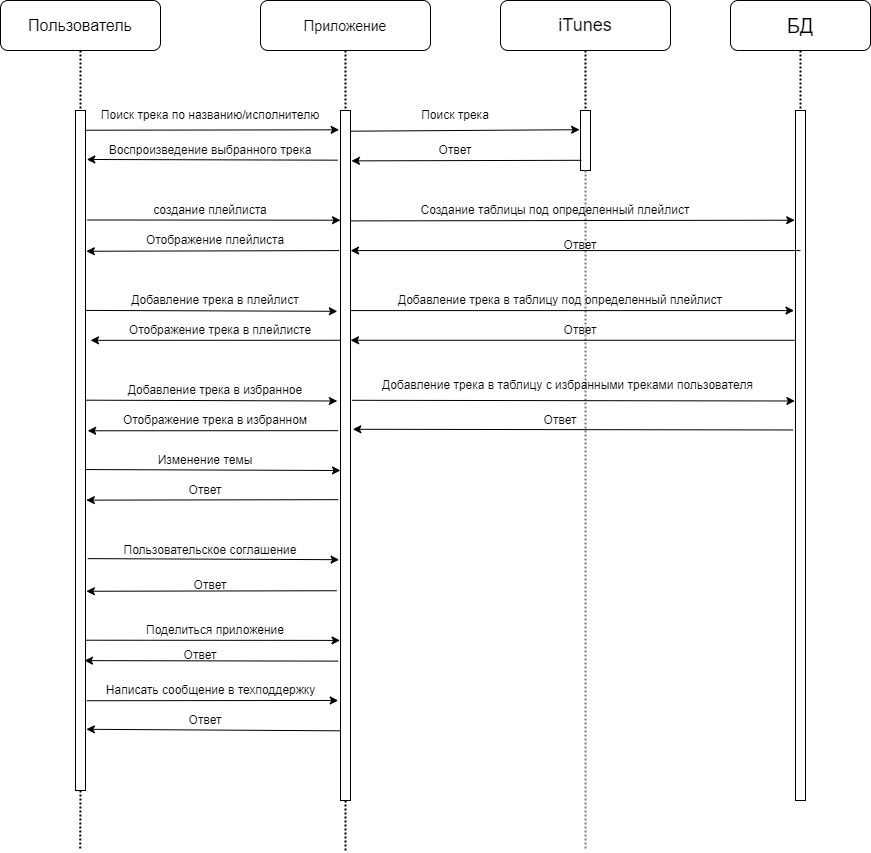 Пользователь
Приложение
iTunes
БД
Поиск трека по названию/исполнителю
Поиск трека
Воспроизведение выбранного трека
Ответ
создание плейлиста
Создание таблицы под определенный плейлист
Отображение плейлиста
Ответ
Добавление трека в плейлист
Добавление трека в таблицу под определенный плейлист
Отображение трека в плейлисте
Ответ
Добавление трека в избранное
Добавление трека в таблицу с избранными треками пользователя
Отображение трека в избранном
Ответ
Изменение темы
Ответ
Пользовательское соглашение
Ответ
Поделиться приложение
Ответ
Написать сообщение в техподдержку
Ответ